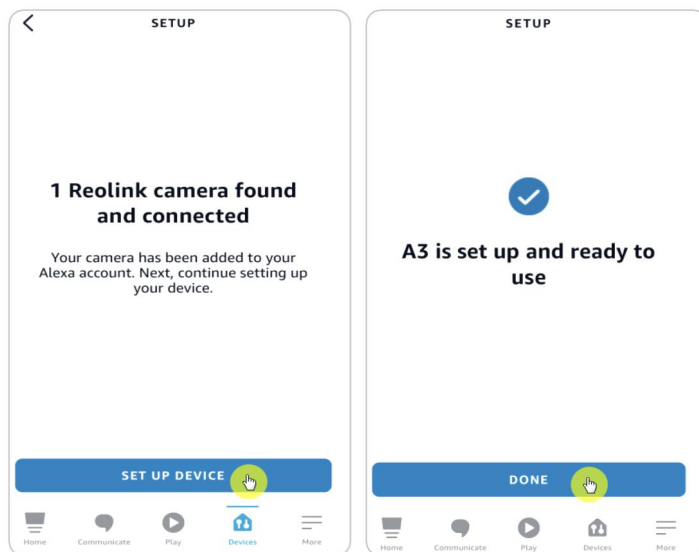 SETUP
1 Reolink camera found
and connected
Your camera has been added to your
Alexa account. Next, continue setting up
your device.
SET UP DEVICE
Home Communicate Play Devices More
SETUP
A3 is set up and ready to
use
DONE
Home Communicate Play Devices More